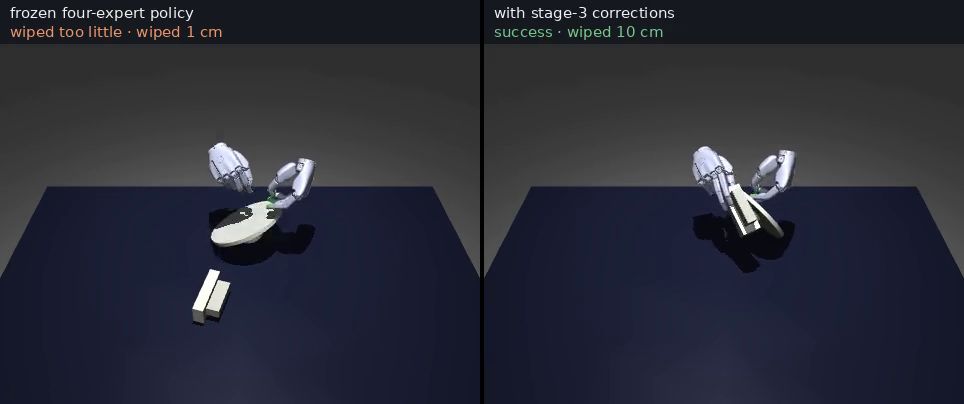 frozen four-expert policy
wiped too little · wiped 1 cm
with stage-3 corrections
success · wiped 10 cm